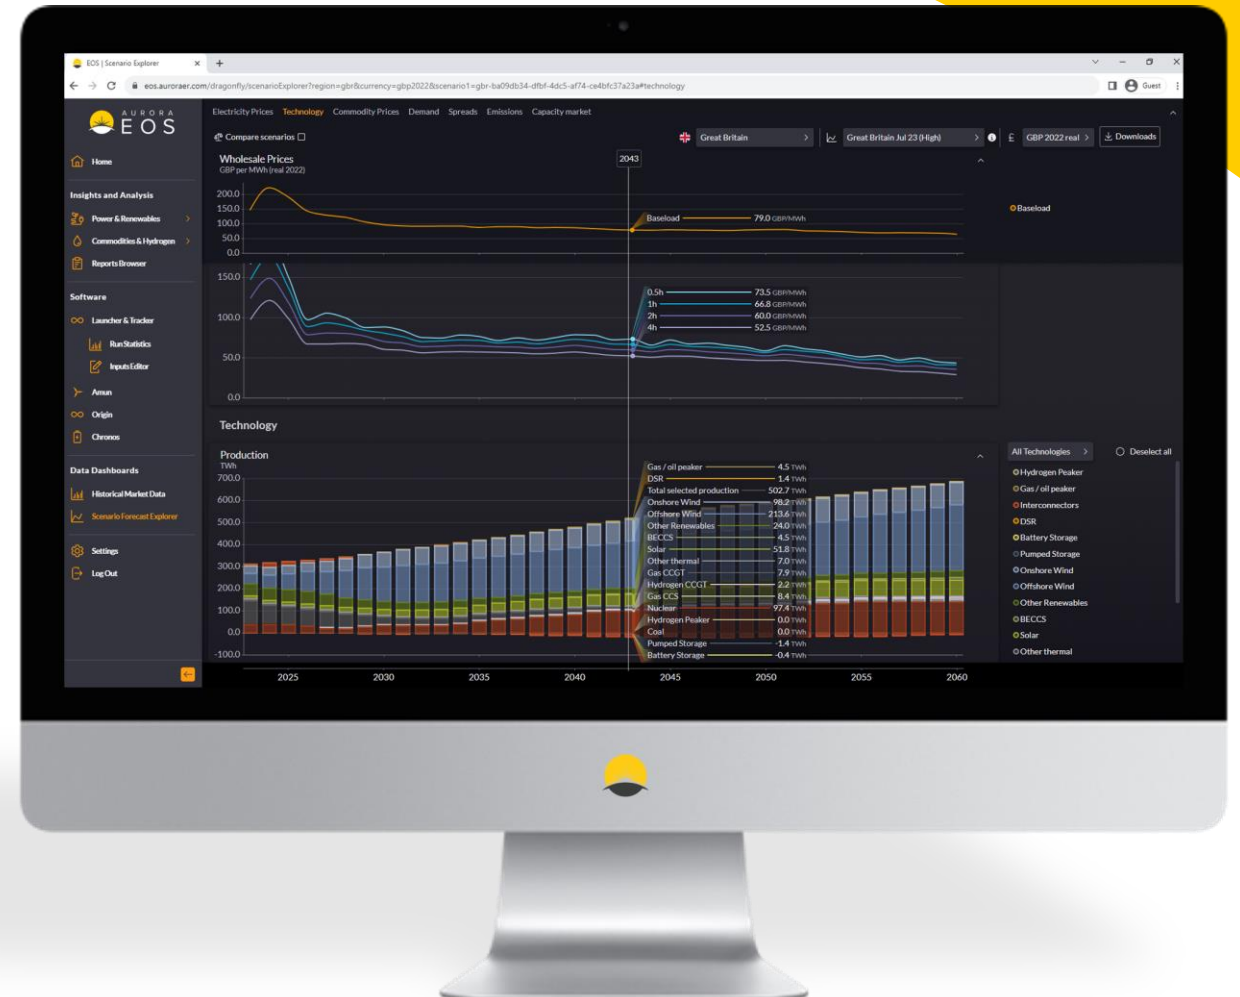 EOS | Scenario Explorer
eos.auroraer.com/dragonfly/scenarioExplorer?region=gbr&currency=gbp2022&scenario1=gbr-ba09db34-dfbf-4dc5-af74-ce4bfc37a23a#technology
Guest
AURORA
EOS
Home
Insights and Analysis
Power & Renewables
Commodities & Hydrogen
Reports Browser
Software
Launcher & Tracker
Run Statistics
Inputs Editor
Amun
Origin
Chronos
Data Dashboards
Historical Market Data
Scenario Forecast Explorer
Settings
Log Out
Electricity Prices Technology Commodity Prices Demand Spreads Emissions Capacity market
Compare scenarios
Great Britain
Great Britain Jul 23 (High)
£ GBP 2022 real
Downloads
Wholesale Prices
GBP per MWh (real 2022)
2043
200.0
150.0
100.0
50.0
0.0
Baseload 79.0 GBP/MWh
Baseload
150.0
100.0
50.0
0.0
0.5h 73.5 GBP/MWh
1h 66.8 GBP/MWh
2h 60.0 GBP/MWh
4h 52.5 GBP/MWh
Technology
Production
TWh
700.0
600.0
500.0
400.0
300.0
200.0
100.0
0.0
-100.0
Gas / oil peaker 4.5 TWh
DSR 1.4 TWh
Total selected production 502.7 TWh
Onshore Wind 98.2 TWh
Offshore Wind 213.6 TWh
Other Renewables 24.0 TWh
BECCS 4.5 TWh
Solar 51.8 TWh
Other thermal 7.0 TWh
Gas CCGT 7.9 TWh
Hydrogen CCGT 2.2 TWh
Gas CCS 8.4 TWh
Nuclear 97.4 TWh
Hydrogen Peaker 0.0 TWh
Coal 0.0 TWh
Pumped Storage -1.4 TWh
Battery Storage -0.4 TWh
2025 2030 2035 2040 2045 2050 2055 2060
All Technologies
Deselect all
Hydrogen Peaker
Gas / oil peaker
Interconnectors
DSR
Battery Storage
Pumped Storage
Onshore Wind
Offshore Wind
Other Renewables
BECCS
Solar
Other thermal